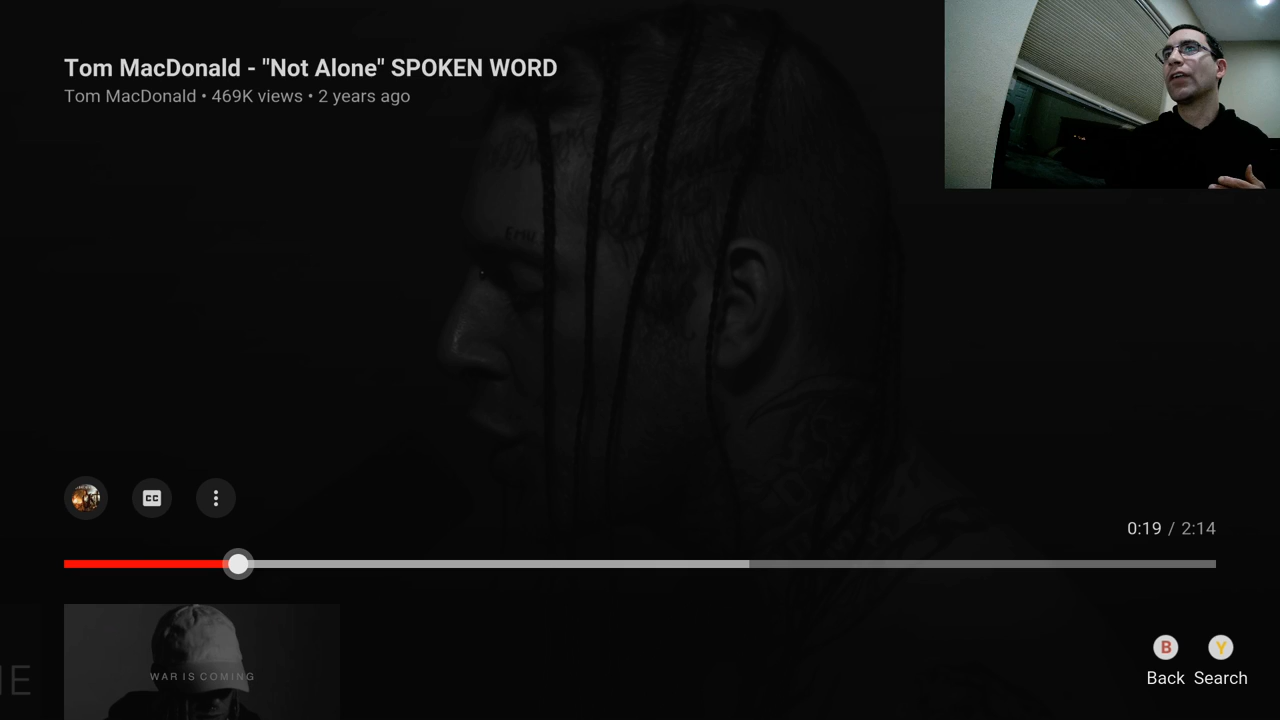 Tom MacDonald - "Not Alone" SPOKEN WORD
Tom MacDonald • 469K views • 2 years ago
CC
0:19 / 2:14
WAR IS COMING
B Y
Back Search